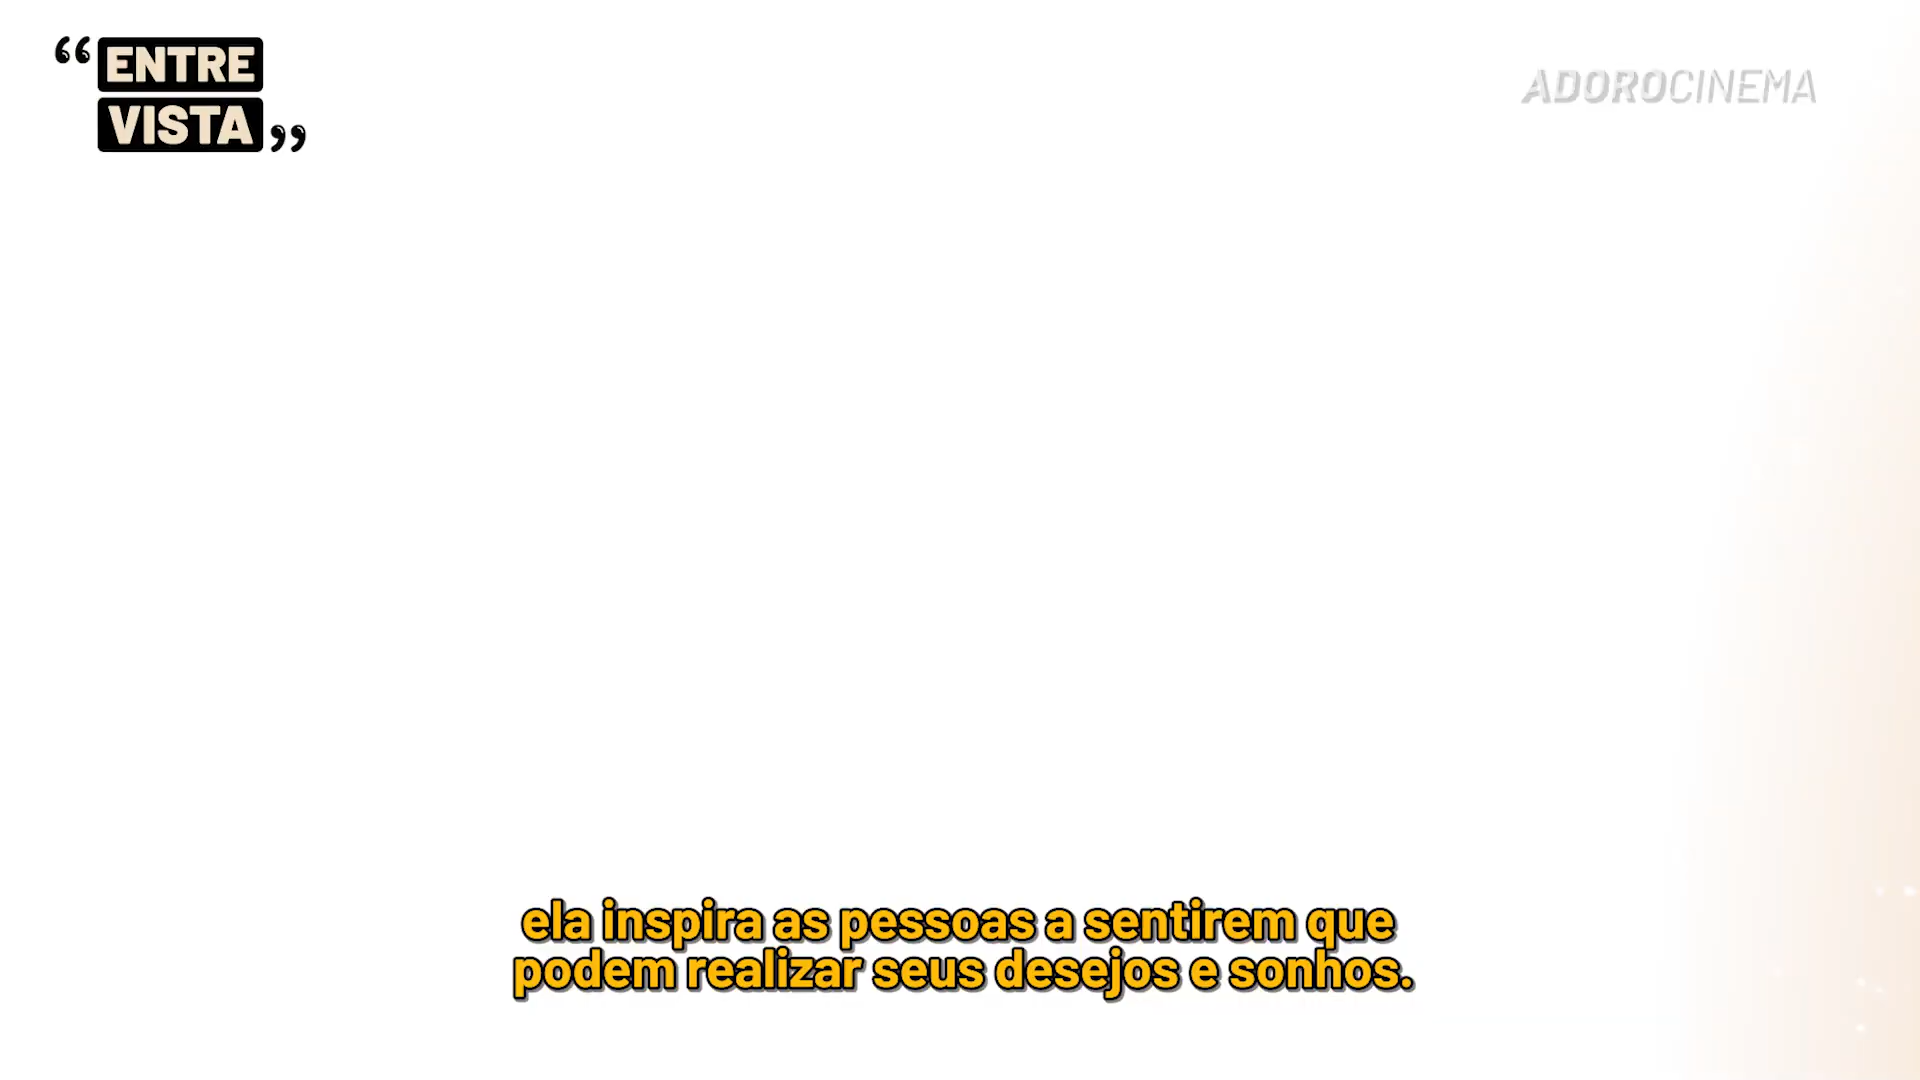 “ENTRE
VISTA”
ADOROCINEMA
ela inspira as pessoas a sentirem que
podem realizar seus desejos e sonhos.